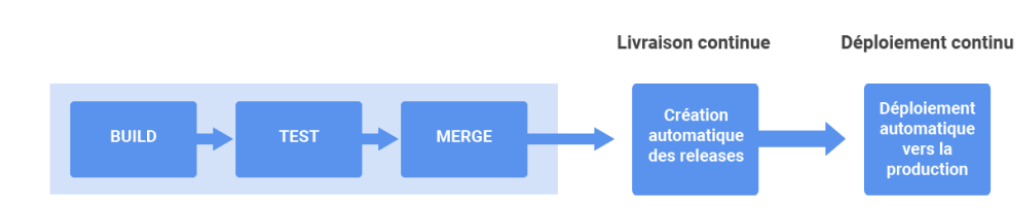 Livraison continue
Déploiement continu
BUILD
TEST
MERGE
Création
automatique
des releases
Déploiement
automatique
vers la
production